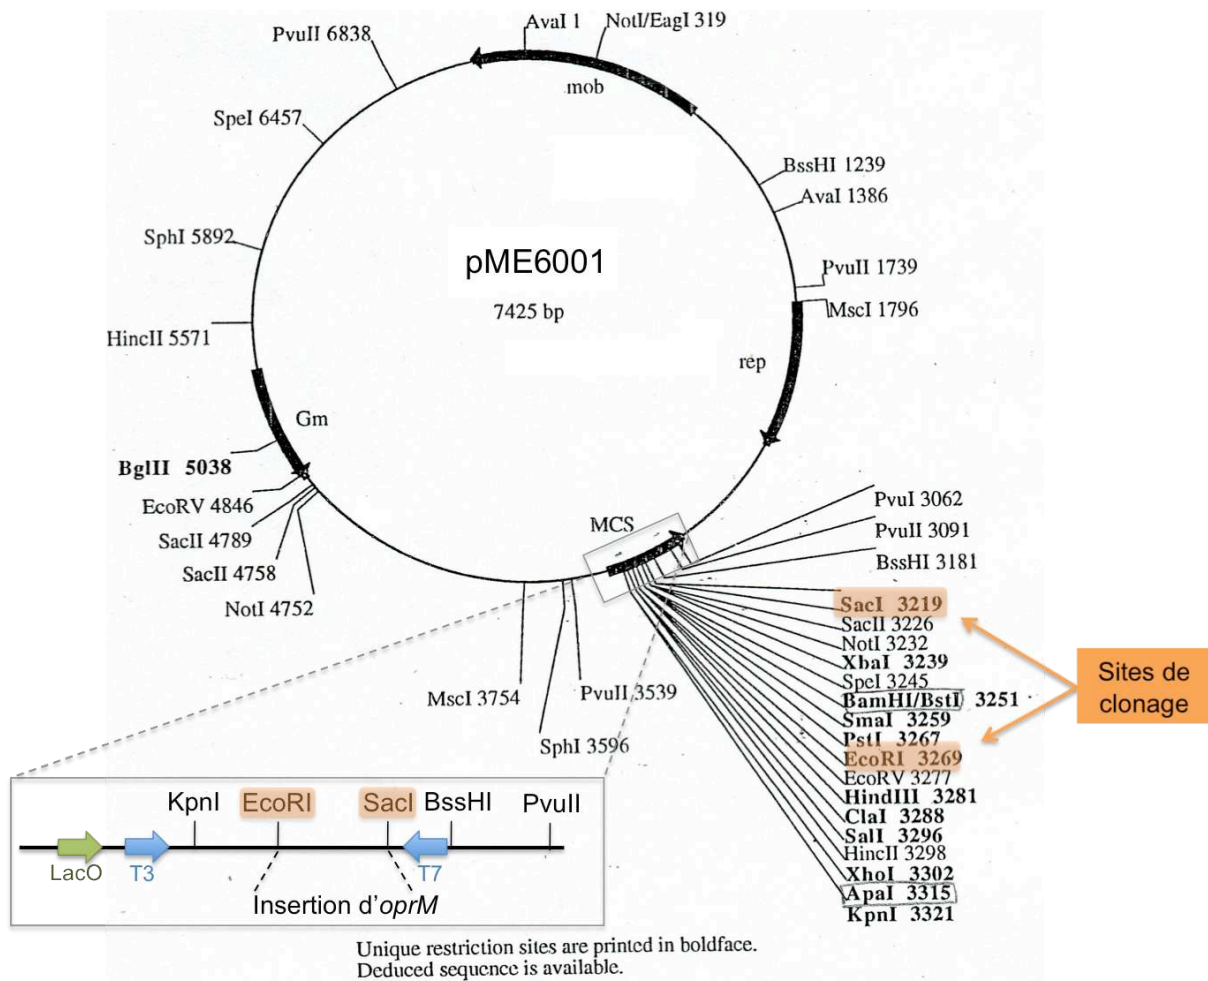 AvaI 1
NotI/EagI 319
PvuII 6838
mob
SpeI 6457
BssHI 1239
AvaI 1386
SphI 5892
pME6001
7425 bp
PvuII 1739
MscI 1796
HincII 5571
rep
Gm
BglII 5038
EcoRV 4846
SacII 4789
SacII 4758
NotI 4752
MCS
PvuI 3062
PvuII 3091
BssHI 3181
SacI 3219
SacII 3226
NotI 3232
XbaI 3239
SpeI 3245
BamHI/BstI 3251
SmaI 3259
PstI 3267
EcoRI 3269
EcoRV 3277
HindIII 3281
ClaI 3288
SalI 3296
HincII 3298
XhoI 3302
ApaI 3315
KpnI 3321
Sites de
clonage
MscI 3754
PvuII 3539
SphI 3596
KpnI EcoRI SacI BssHI PvuII
LacO T3 T7
Insertion d'oprM
Unique restriction sites are printed in boldface.
Deduced sequence is available.